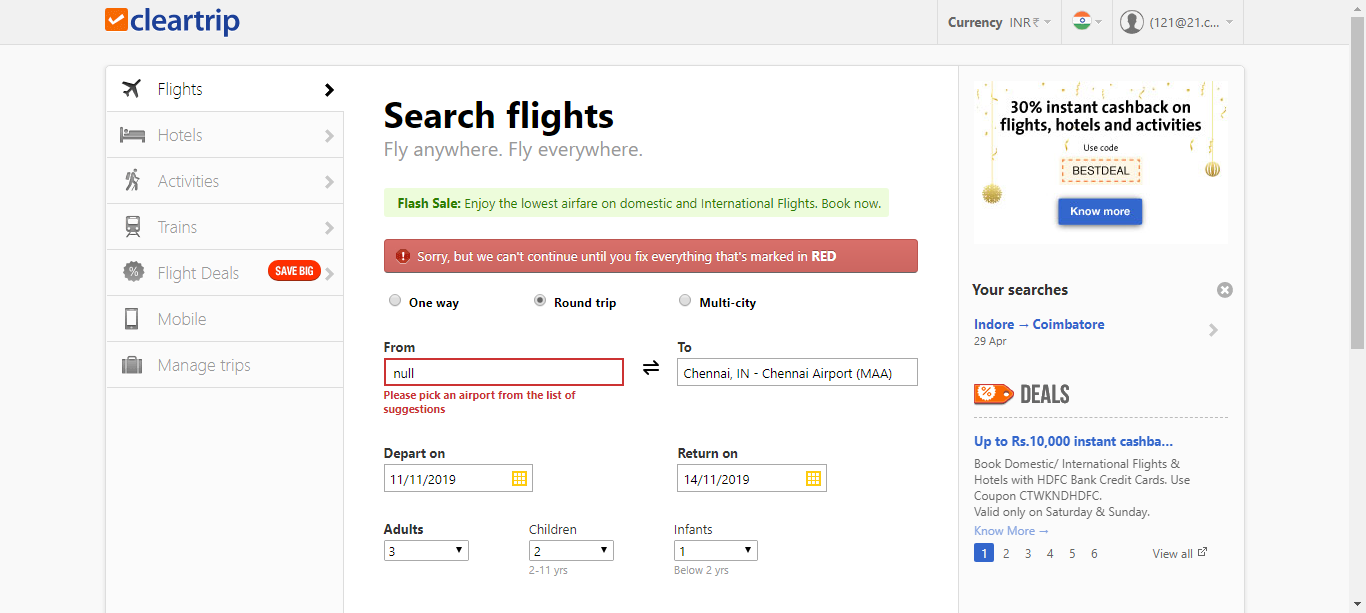 cleartrip
Currency INR₹
(121@21.c...
Flights
Hotels
Activities
Trains
Flight Deals SAVE BIG
Mobile
Manage trips
Search flights
Fly anywhere. Fly everywhere.
Flash Sale: Enjoy the lowest airfare on domestic and International Flights. Book now.
Sorry, but we can't continue until you fix everything that's marked in RED
One way Round trip Multi-city
From To
null Chennai, IN - Chennai Airport (MAA)
Please pick an airport from the list of
suggestions
Depart on Return on
11/11/2019 14/11/2019
Adults Children Infants
3 2 1
2-11 yrs Below 2 yrs
30% instant cashback on
flights, hotels and activities
Use code
BESTDEAL
Know more
Your searches
Indore → Coimbatore
29 Apr
% DEALS
Up to Rs.10,000 instant cashba...
Book Domestic/ International Flights &
Hotels with HDFC Bank Credit Cards. Use
Coupon CTWKNDHDFC.
Valid only on Saturday & Sunday.
Know More →
1 2 3 4 5 6 View all